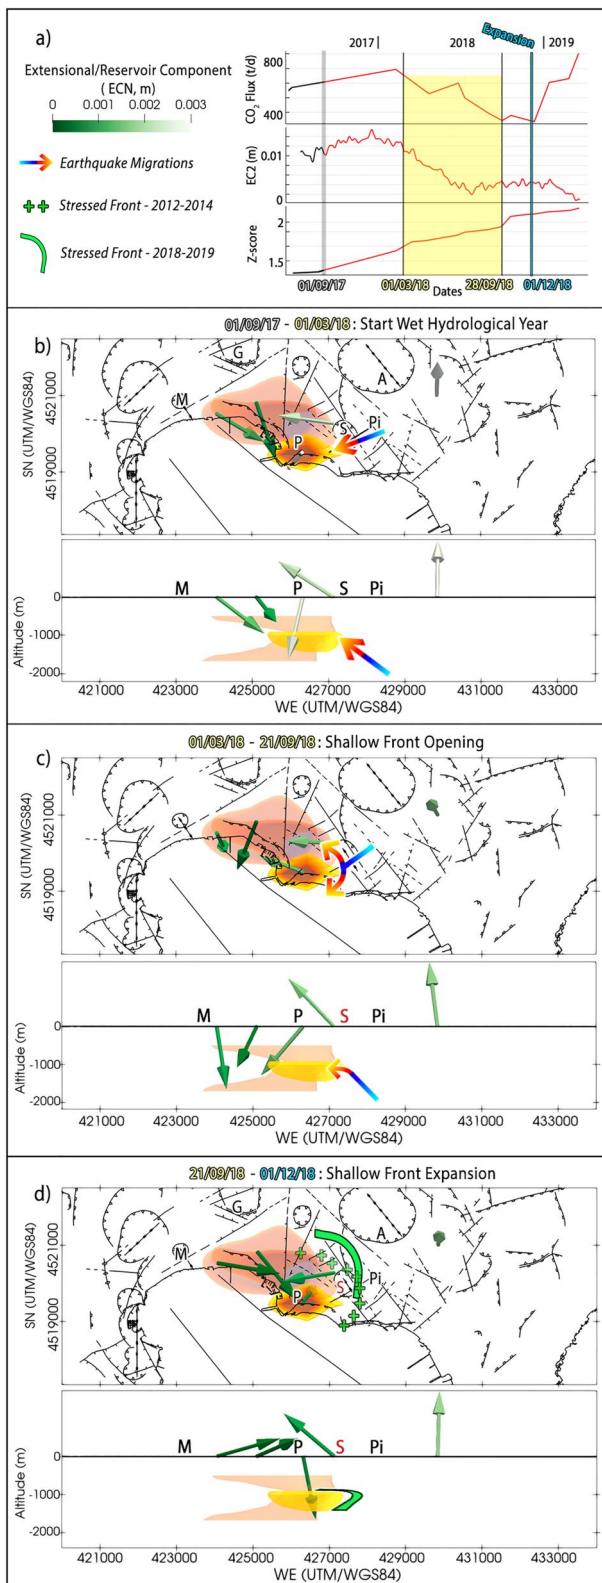 a)
Extensional/Reservoir Component
( ECN, m)
0 0.001 0.002 0.003
Earthquake Migrations
Stressed Front - 2012-2014
Stressed Front - 2018-2019
2017 | 2018 | 2019
Expansion
CO2 Flux (t/d)
800
400
EC2 (m)
0.01
0
Z-score
2
1.5
01/09/17 01/03/18 Dates 28/09/18 01/12/18
01/09/17 - 01/03/18 : Start Wet Hydrological Year
b)
SN (UTM/WGS84)
4521000
4519000
G
M
A
S
Pi
P
Altitude (m)
0
-1000
-2000
M P S Pi
421000 423000 425000 427000 429000 431000 433000
WE (UTM/WGS84)
01/03/18 - 21/09/18 : Shallow Front Opening
c)
SN (UTM/WGS84)
4521000
4519000
Altitude (m)
0
-1000
-2000
M P S Pi
421000 423000 425000 427000 429000 431000 433000
WE (UTM/WGS84)
21/09/18 - 01/12/18 : Shallow Front Expansion
d)
SN (UTM/WGS84)
4521000
4519000
G
M
A
S
Pi
P
Altitude (m)
0
-1000
-2000
M P S Pi
421000 423000 425000 427000 429000 431000 433000
WE (UTM/WGS84)